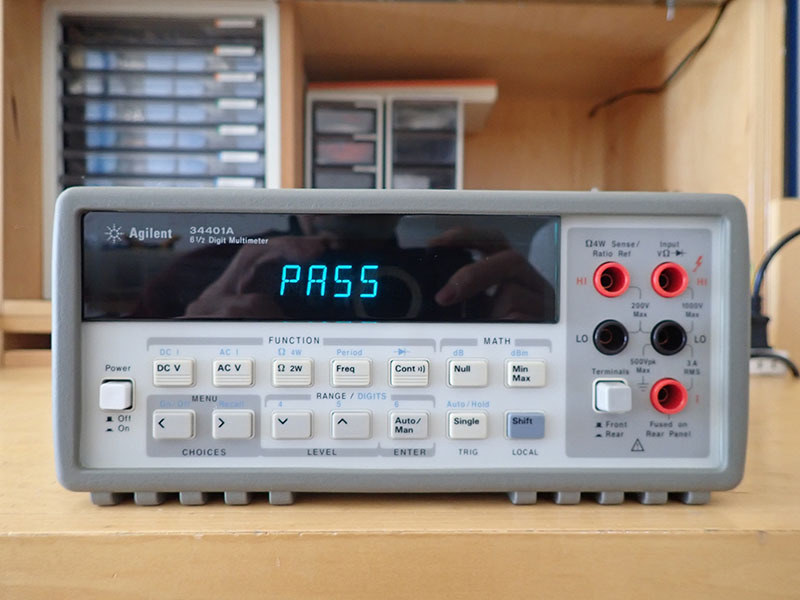 Agilent
34401A
6½ Digit Multimeter
PASS
Ω4W Sense/
Ratio Ref
Input
VΩ
HI
HI
200V
Max
1000V
Max
LO
LO
500Vpk
Max
3A
RMS
Terminals
I
Front
Rear
Fused on
Rear Panel
FUNCTION
MATH
DC I
AC I
Ω 4W
Period
dB
dBm
Power
DC V
AC V
Ω 2W
Freq
Cont
Null
Min
Max
Off
On
MENU
RANGE / DIGITS
On/Off
Recall
4
5
6
Auto/Hold
<
>
Auto/
Man
Single
Shift
CHOICES
LEVEL
ENTER
TRIG
LOCAL